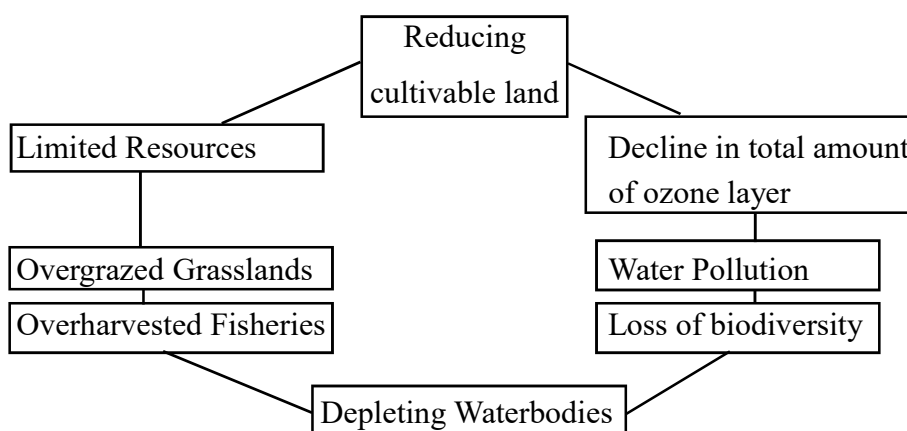 Reducing
cultivable land
Limited Resources
Decline in total amount
of ozone layer
Overgrazed Grasslands
Water Pollution
Overharvested Fisheries
Loss of biodiversity
Depleting Waterbodies